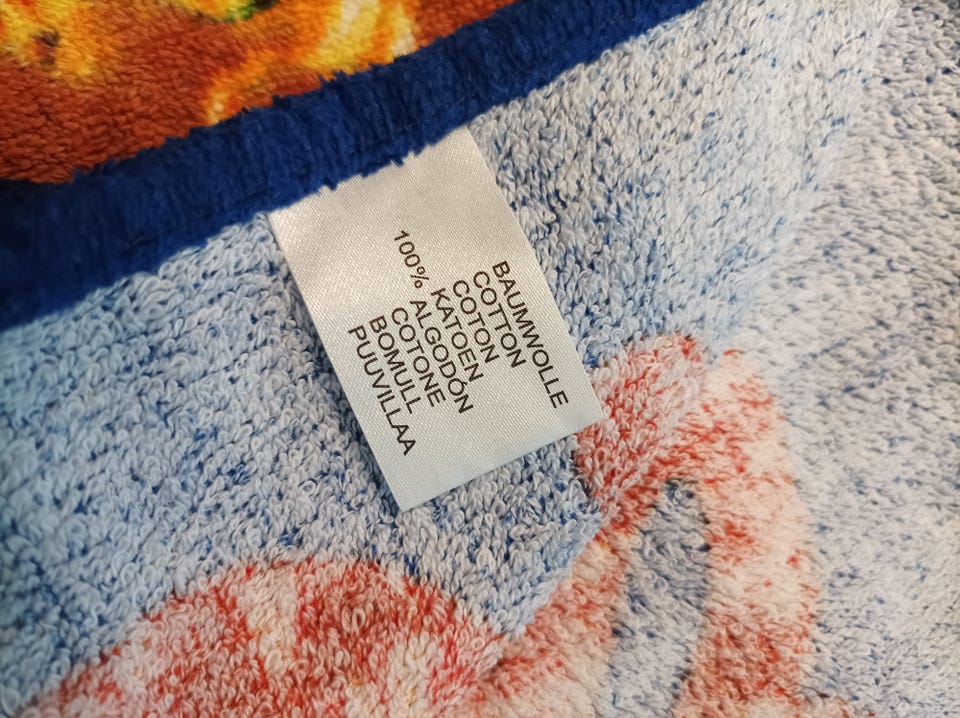 BAUMWOLLE
COTTON
COTON
KATOEN
100% ALGODÓN
COTONE
BOMULL
PUUVILLAA